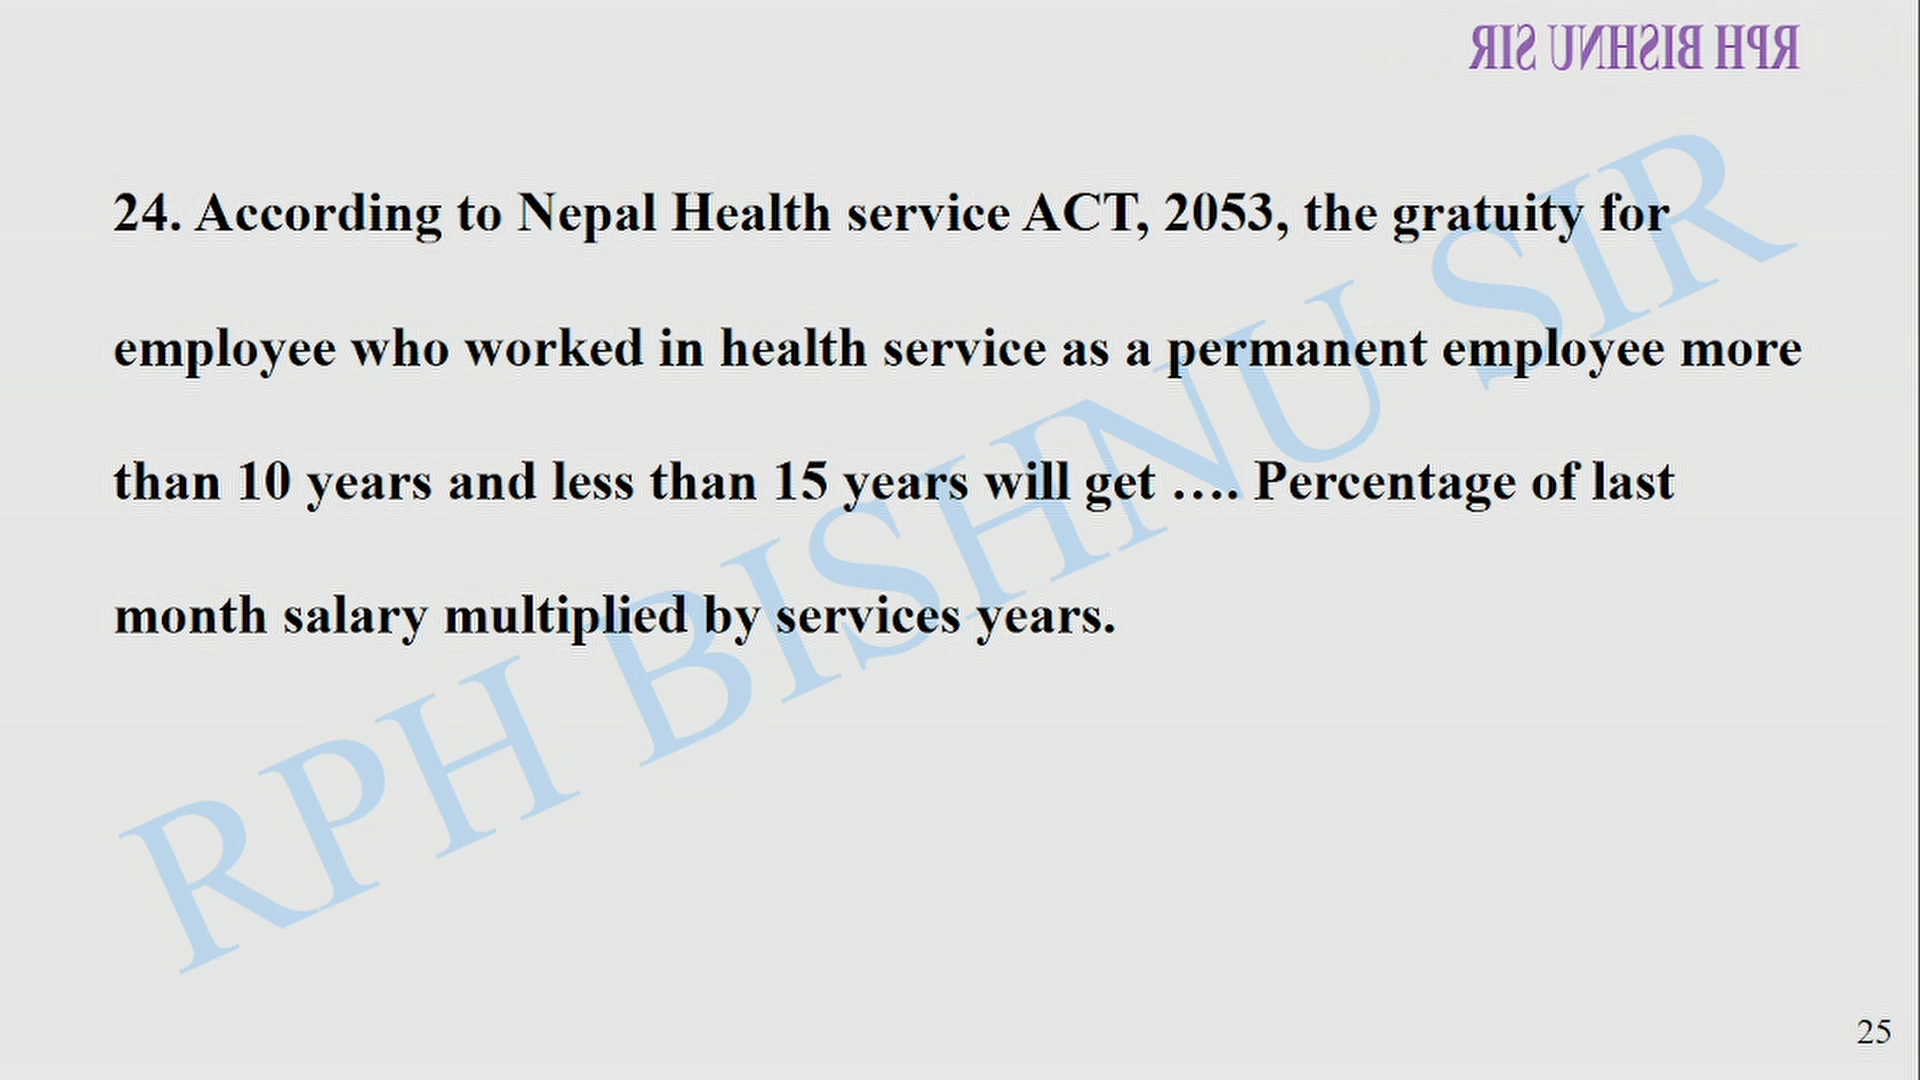 RPH BISHNU SIR
24. According to Nepal Health service ACT, 2053, the gratuity for
employee who worked in health service as a permanent employee more
than 10 years and less than 15 years will get …. Percentage of last
month salary multiplied by services years.
RPH BISHNU SIR
25